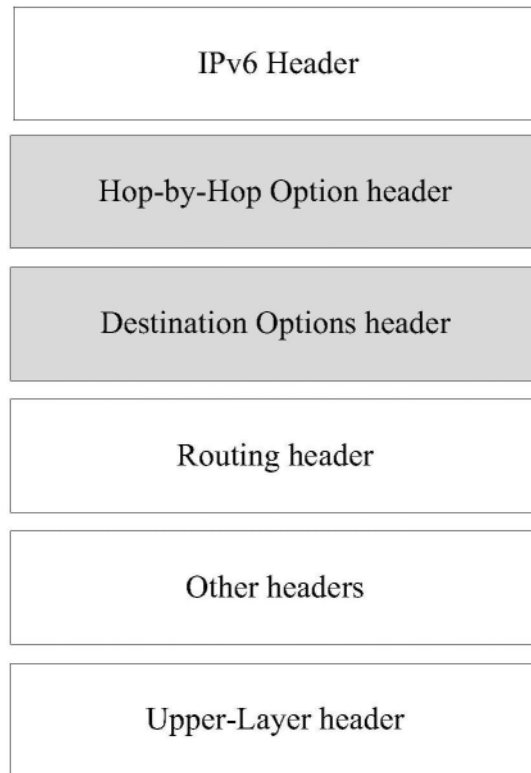 IPv6 Header
Hop-by-Hop Option header
Destination Options header
Routing header
Other headers
Upper-Layer header